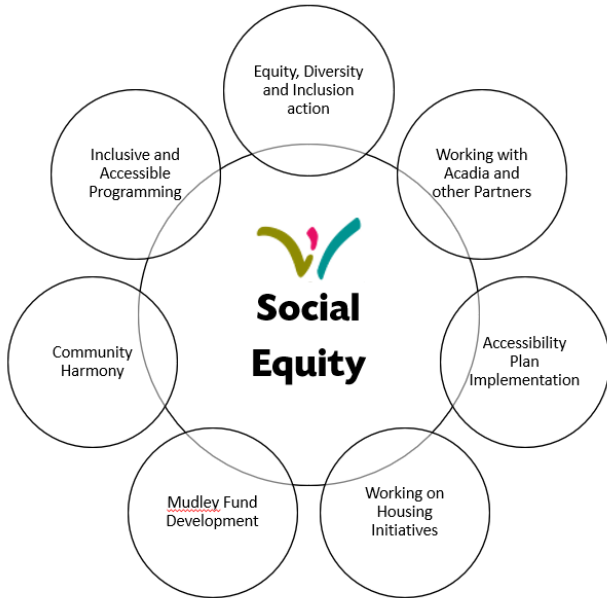 Equity, Diversity
and Inclusion
action
Working with
Acadia and
other Partners
Accessibility
Plan
Implementation
Working on
Housing
Initiatives
Mudley Fund
Development
Community
Harmony
Inclusive and
Accessible
Programming
Social
Equity